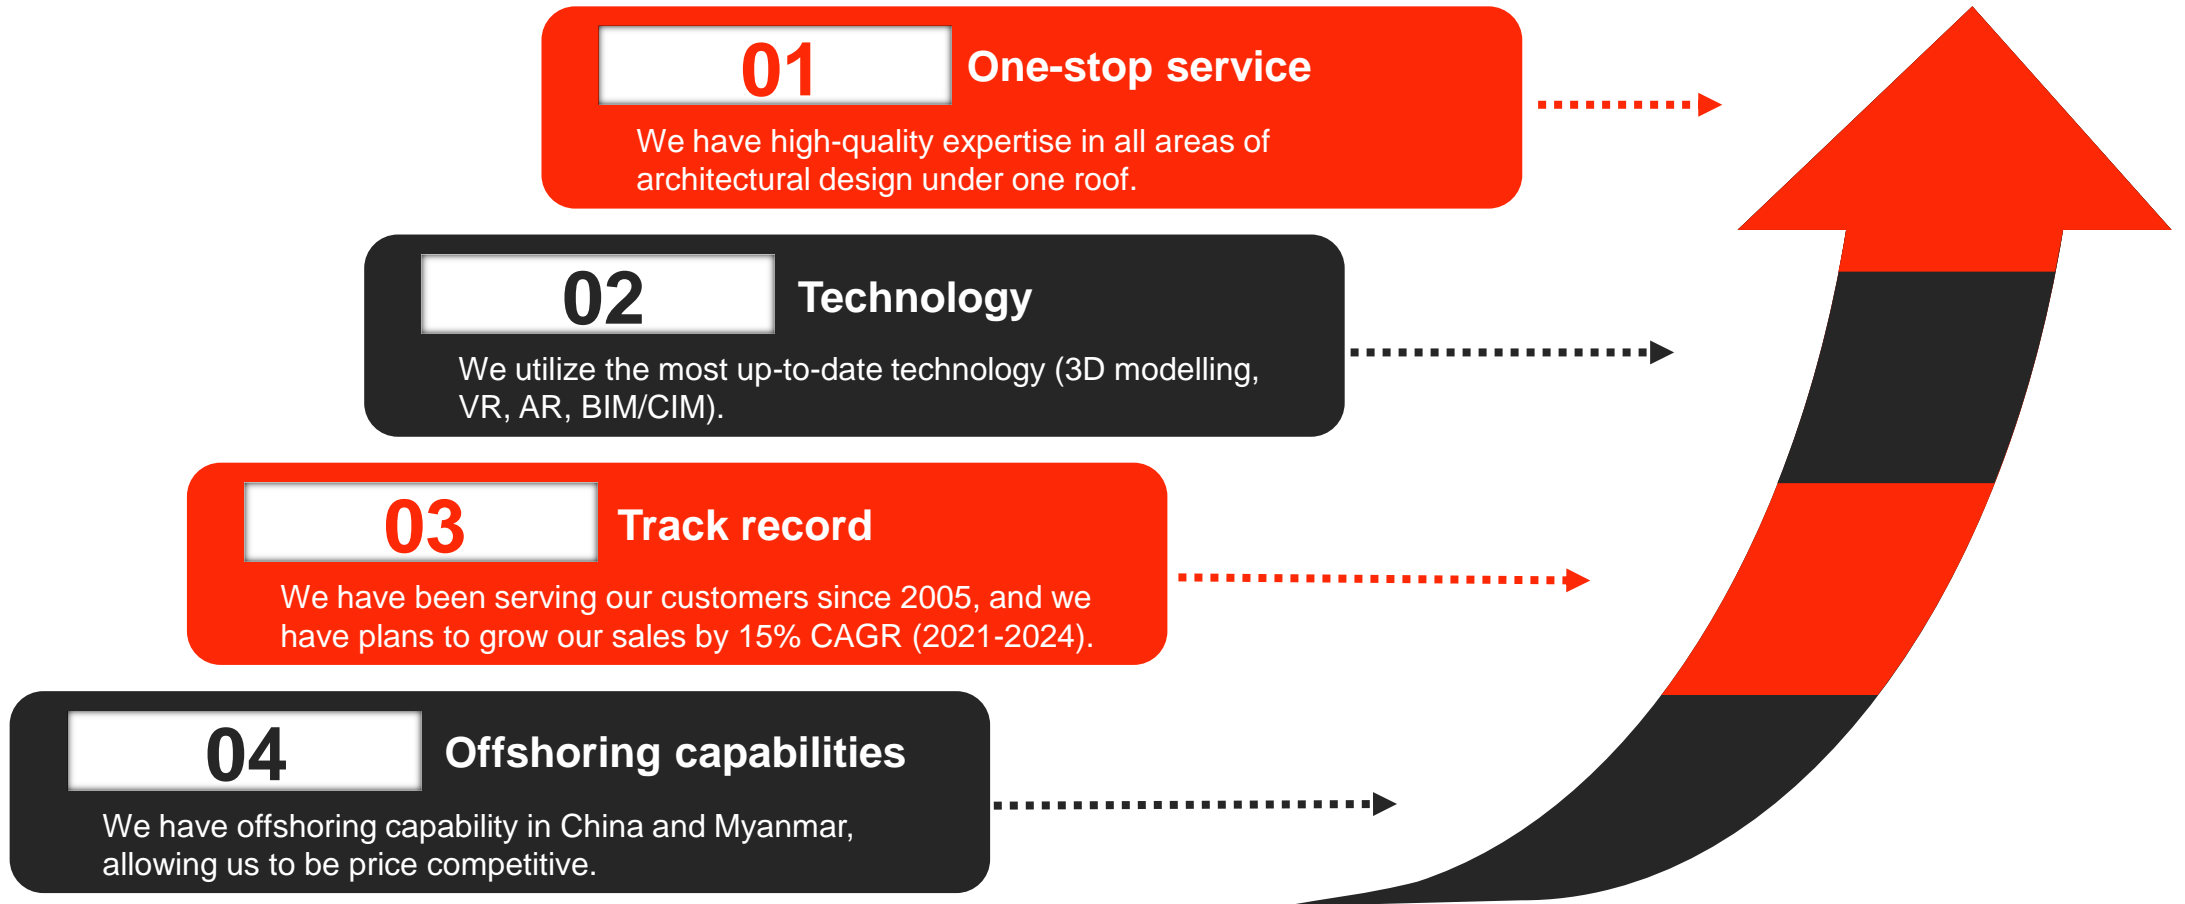 01
One-stop service
We have high-quality expertise in all areas of
architectural design under one roof.
02
Technology
We utilize the most up-to-date technology (3D modelling,
VR, AR, BIM/CIM).
03
Track record
We have been serving our customers since 2005, and we
have plans to grow our sales by 15% CAGR (2021-2024).
04
Offshoring capabilities
We have offshoring capability in China and Myanmar,
allowing us to be price competitive.